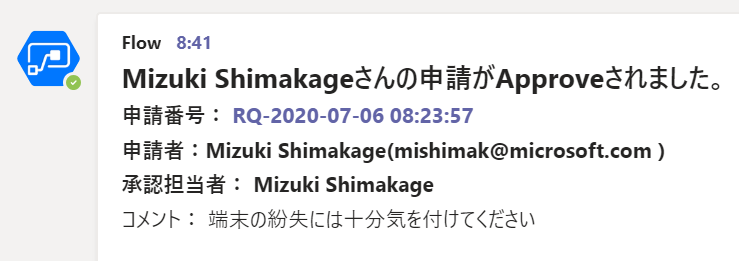 Flow 8:41
Mizuki Shimakageさんの申請がApproveされました。
申請番号： RQ-2020-07-06 08:23:57
申請者：Mizuki Shimakage(mishimak@microsoft.com )
承認担当者： Mizuki Shimakage
コメント： 端末の紛失には十分気を付けてください